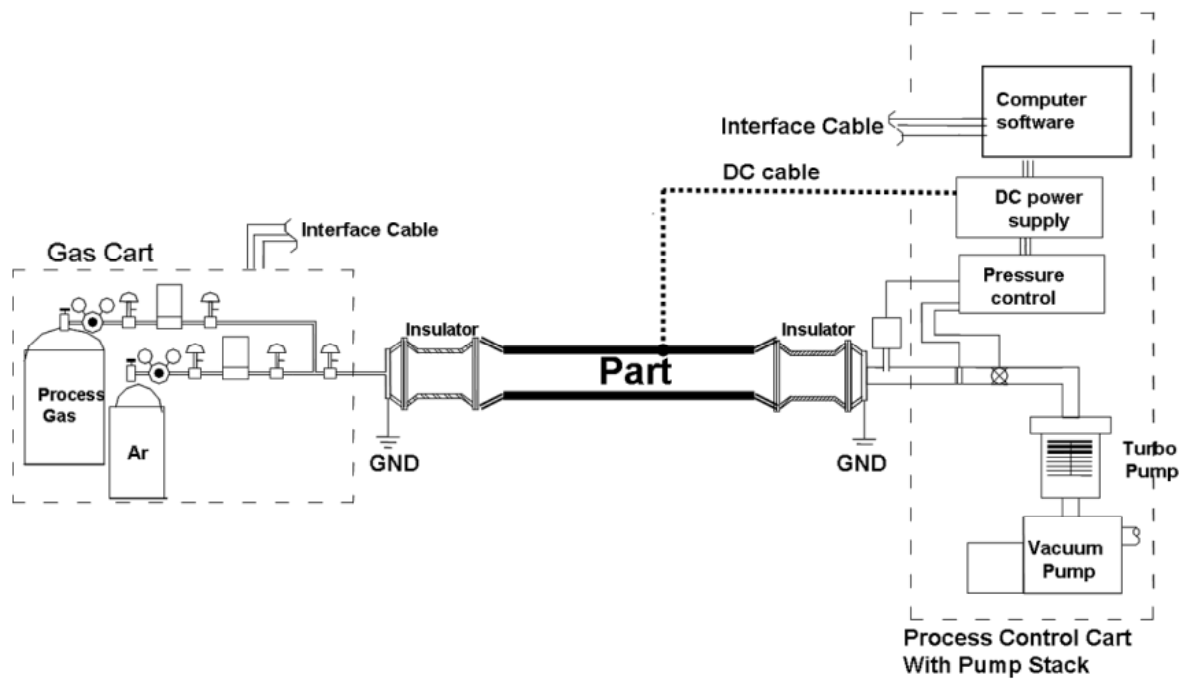 Computer
software
Interface Cable
DC cable
DC power
supply
Interface Cable
Gas Cart
Pressure
control
Insulator
Insulator
Part
Process
Gas
Ar
GND
GND
Turbo
Pump
Vacuum
Pump
Process Control Cart
With Pump Stack